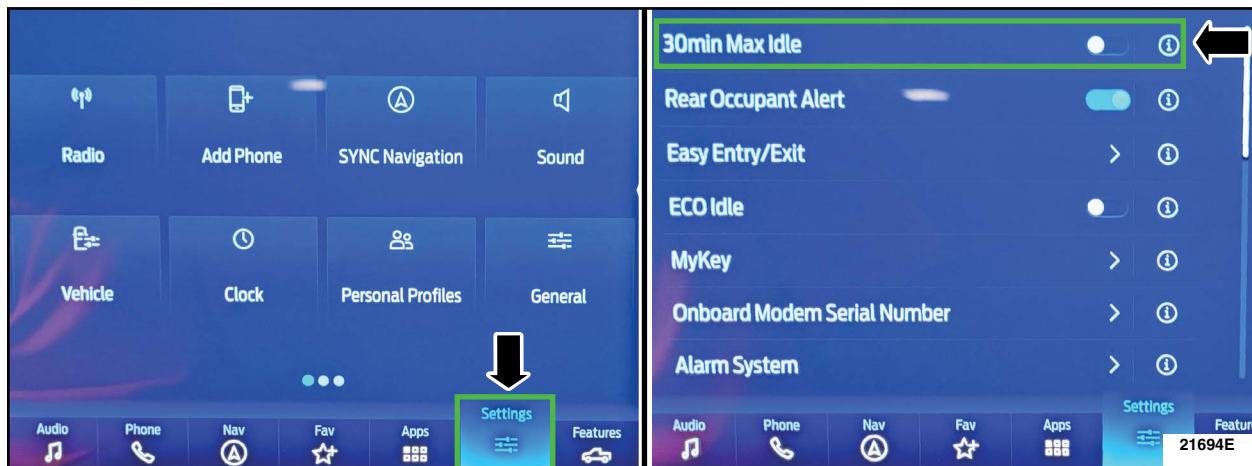 Radio
Add Phone
SYNC Navigation
Sound
Vehicle
Clock
Personal Profiles
General
Audio
Phone
Nav
Fav
Apps
Settings
Features
30min Max Idle
Rear Occupant Alert
Easy Entry/Exit
ECO Idle
MyKey
Onboard Modem Serial Number
Alarm System
Audio
Phone
Nav
Fav
Apps
Settings
Featur
21694E